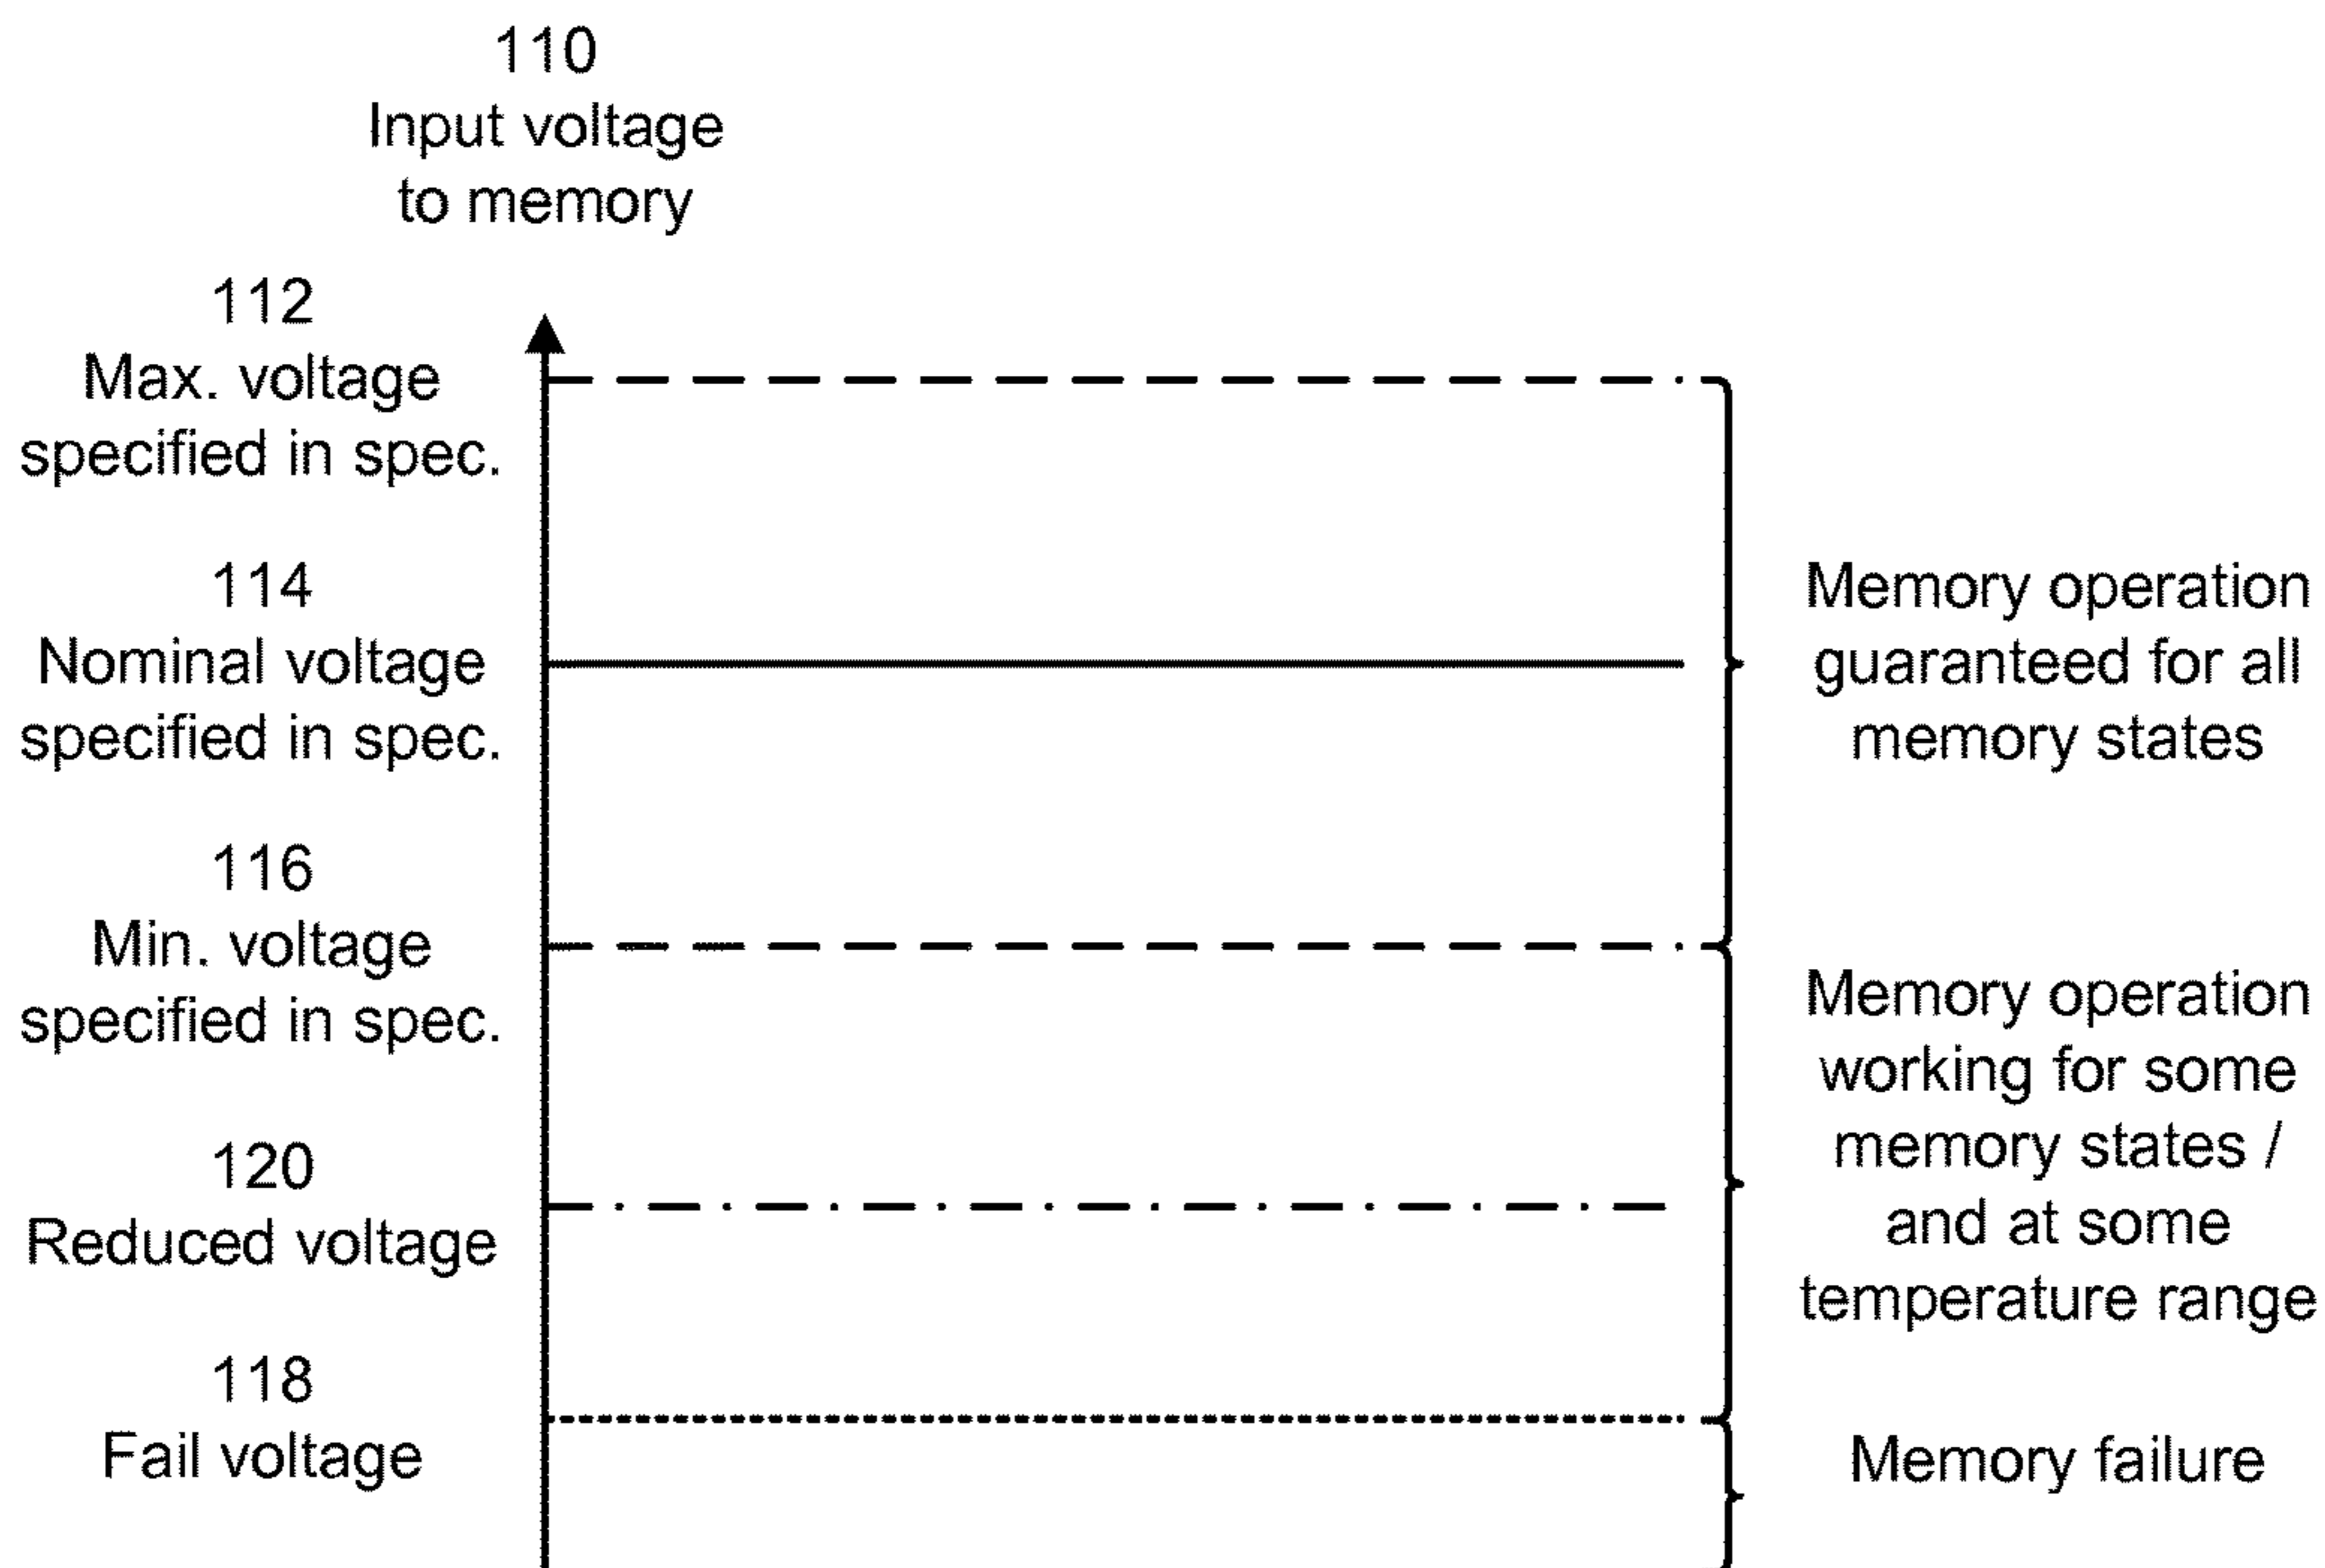 110
Input voltage
to memory
112
Max. voltage
specified in spec.
114
Nominal voltage
specified in spec.
Memory operation
guaranteed for all
memory states
116
Min. voltage
specified in spec.
Memory operation
working for some
memory states /
and at some
temperature range
120
Reduced voltage
118
Fail voltage
Memory failure